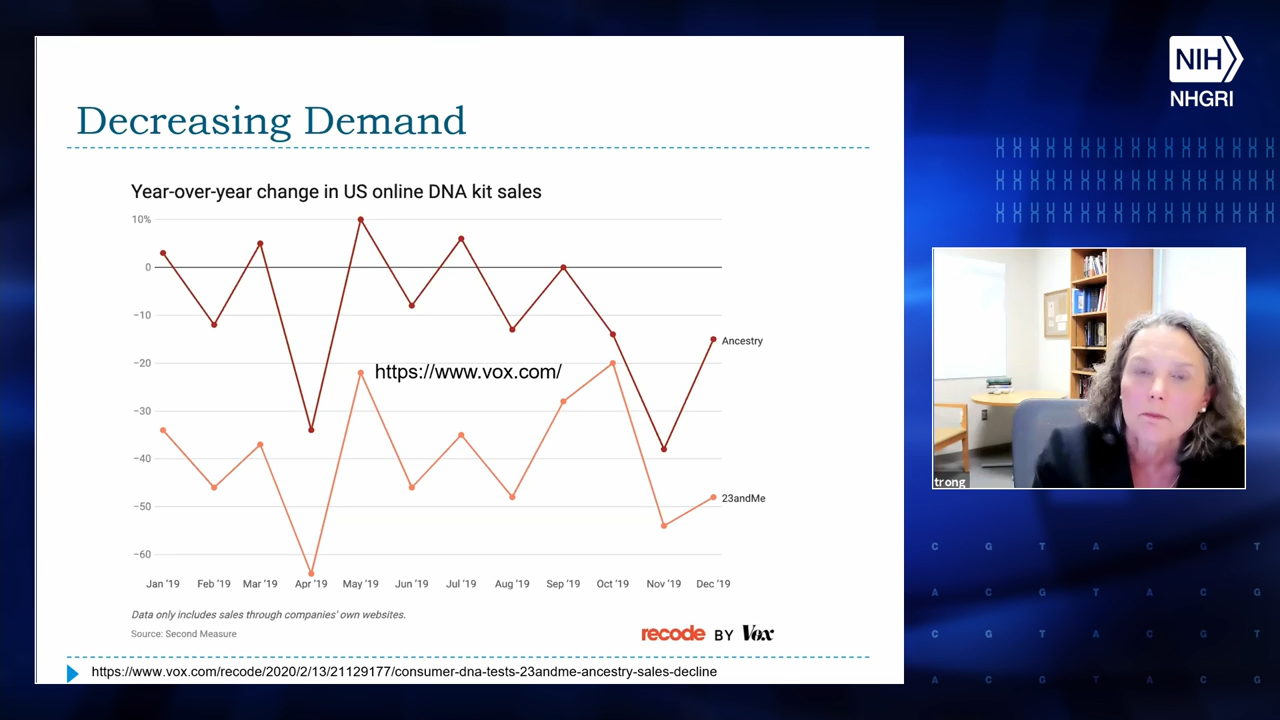 Decreasing Demand
Year-over-year change in US online DNA kit sales
10%
0
−10
−20
−30
−40
−50
−60
Ancestry
https://www.vox.com/
23andMe
Jan '19 Feb '19 Mar '19 Apr '19 May '19 Jun '19 Jul '19 Aug '19 Sep '19 Oct '19 Nov '19 Dec '19
Data only includes sales through companies' own websites.
Source: Second Measure
recode BY Vox
https://www.vox.com/recode/2020/2/13/21129177/consumer-dna-tests-23andme-ancestry-sales-decline
NIH
NHGRI
trong
C G T A C G T
A C G T A C G
C G T A C G T
A C G T A C G